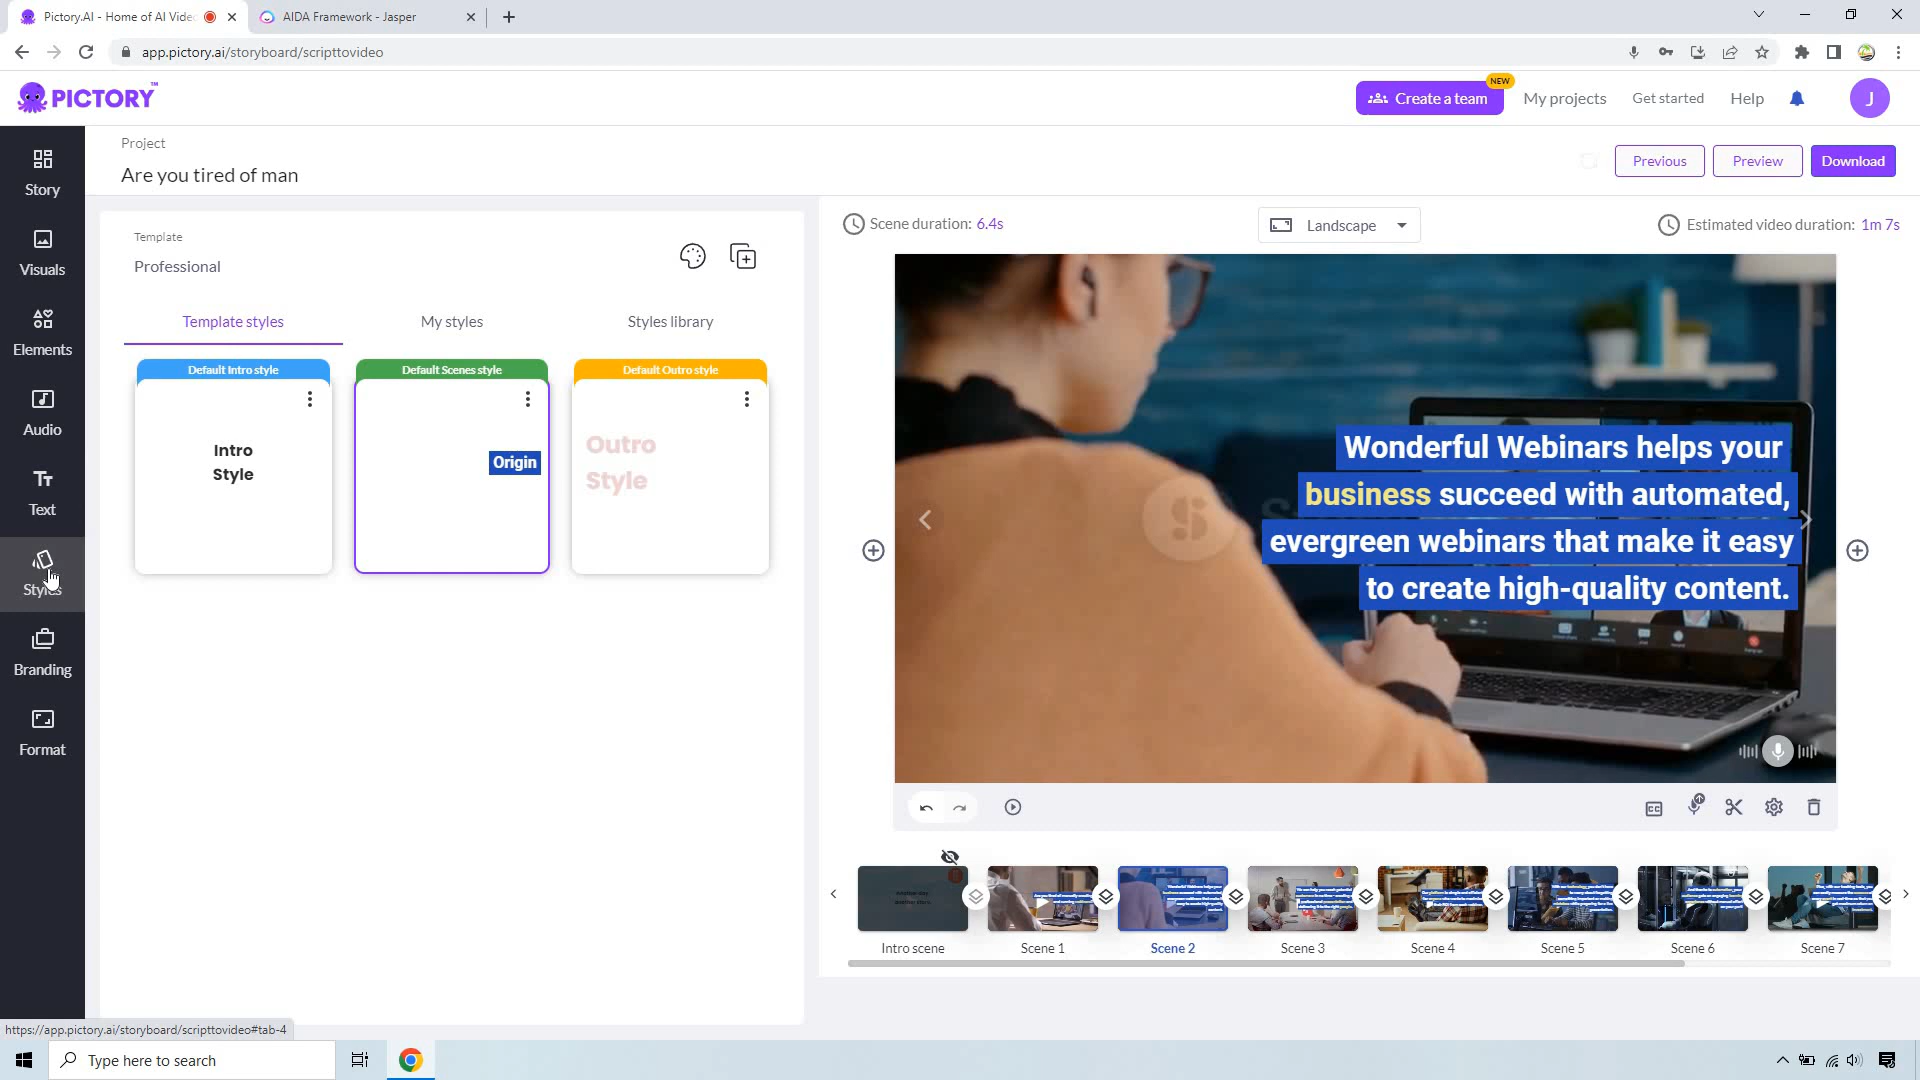 Pictory.AI - Home of AI Vide
AIDA Framework - Jasper
app.pictory.ai/storyboard/scripttovideo
PICTORY
TM
NEW
Create a team
My projects
Get started
Help
J
Project
Are you tired of man
Previous
Preview
Download
Story
Visuals
Elements
Audio
Text
Styles
Branding
Format
Template
Professional
Template styles
My styles
Styles library
Default Intro style
Default Scenes style
Default Outro style
Intro
Style
Origin
Outro
Style
Scene duration: 6.4s
Landscape
Estimated video duration: 1m 7s
Wonderful Webinars helps your
business succeed with automated,
evergreen webinars that make it easy
to create high-quality content.
CC
Intro scene
Scene 1
Scene 2
Scene 3
Scene 4
Scene 5
Scene 6
Scene 7
https://app.pictory.ai/storyboard/scripttovideo#tab-4
Type here to search